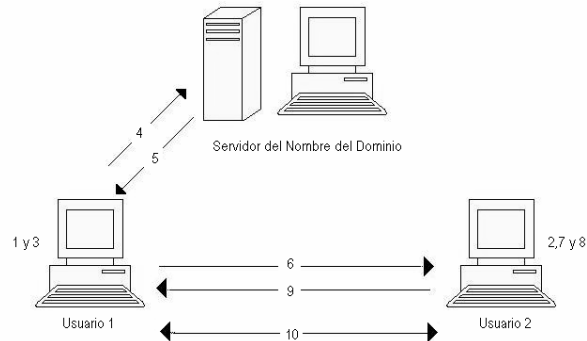 4
5
Servidor del Nombre del Dominio
1 y 3
6
2,7 y 8
9
Usuario 1
10
Usuario 2